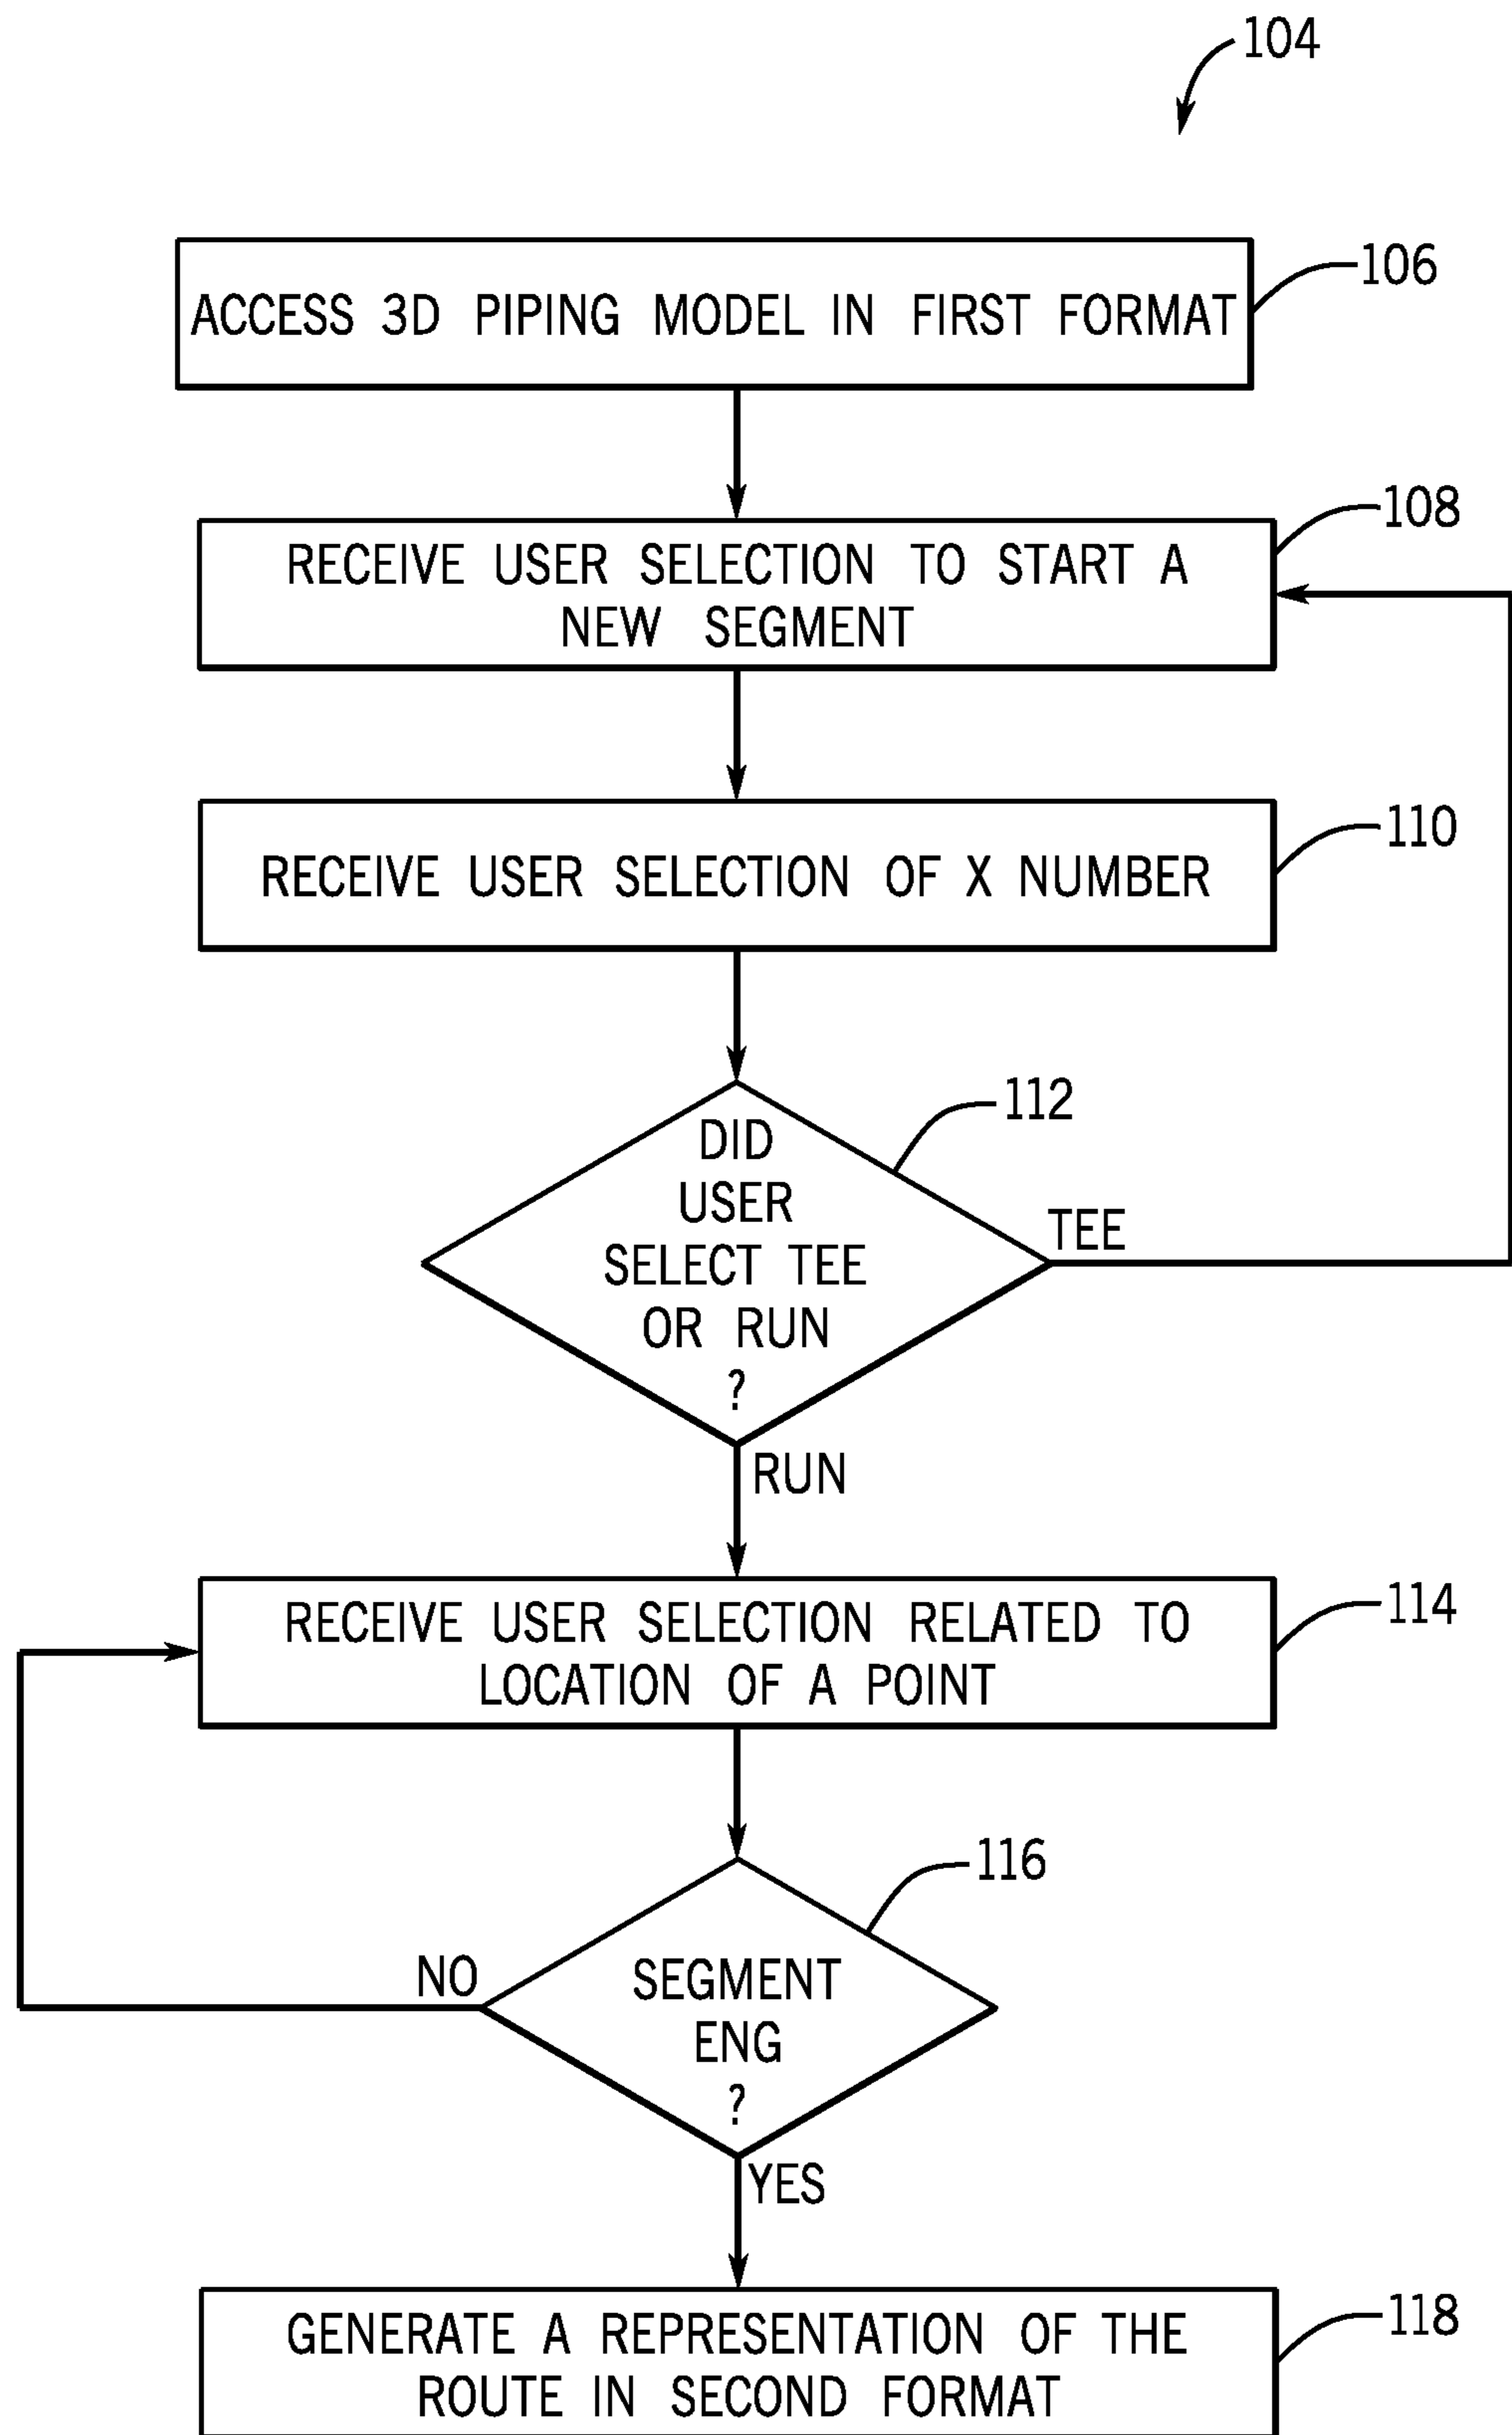 104
ACCESS 3D PIPING MODEL IN FIRST FORMAT
106
RECEIVE USER SELECTION TO START A
NEW SEGMENT
108
RECEIVE USER SELECTION OF X NUMBER
110
DID
USER
SELECT TEE
OR RUN
?
112
TEE
RUN
RECEIVE USER SELECTION RELATED TO
LOCATION OF A POINT
114
SEGMENT
ENG
?
116
NO
YES
GENERATE A REPRESENTATION OF THE
ROUTE IN SECOND FORMAT
118